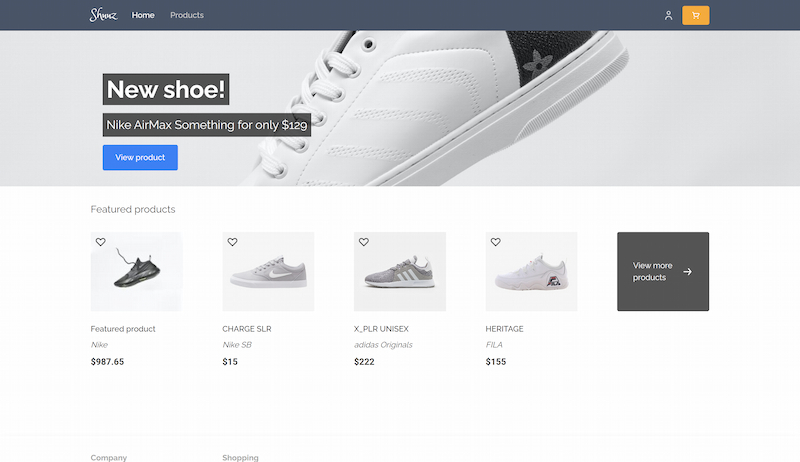 Shuuz Home Products
New shoe!
Nike AirMax Something for only $129
View product
Featured products
Featured product
Nike
$987.65
CHARGE SLR
Nike SB
$15
X_PLR UNISEX
adidas Originals
$222
HERITAGE
FILA
$155
View more
products
Company Shopping